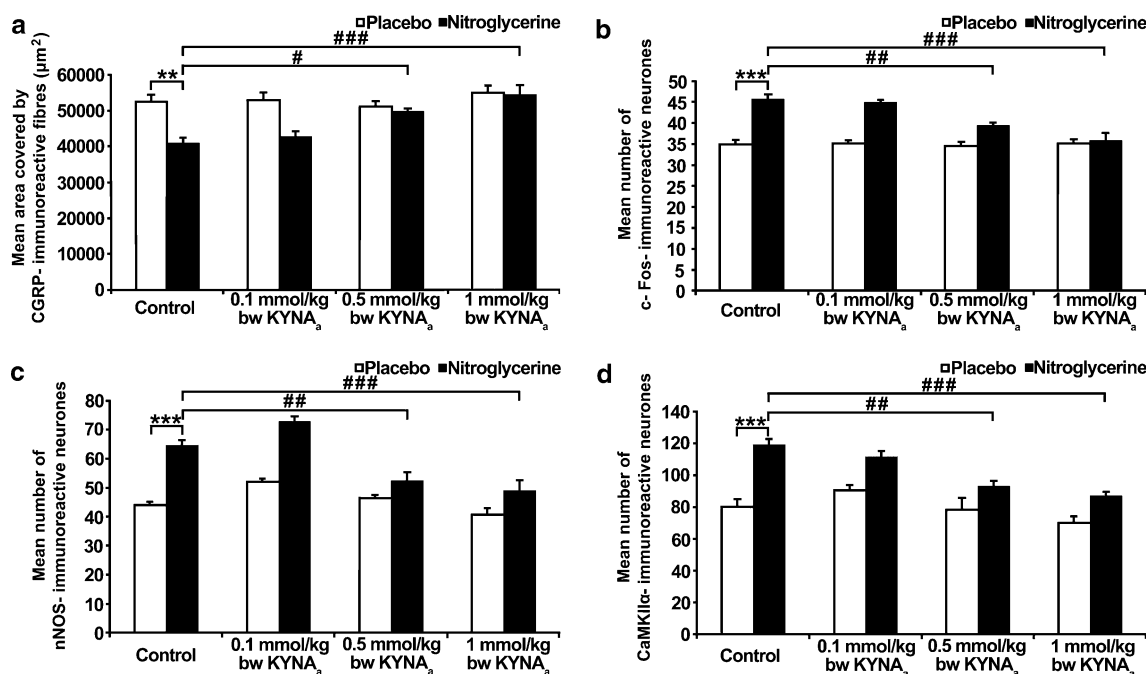 a
Placebo Nitroglycerine
###
#
**
Mean area covered by
CGRP- immunoreactive fibres (µm²)
60000
50000
40000
30000
20000
10000
0
Control
0.1 mmol/kg
bw KYNAa
0.5 mmol/kg
bw KYNAa
1 mmol/kg
bw KYNAa
b
Placebo Nitroglycerine
###
##
***
Mean number of
c- Fos- immunoreactive neurones
50
45
40
35
35
25
20
15
10
5
0
Control
0.1 mmol/kg
bw KYNAa
0.5 mmol/kg
bw KYNAa
1 mmol/kg
bw KYNAa
c
Placebo Nitroglycerine
###
##
***
Mean number of
nNOS- immunoreactive neurones
80
70
60
50
40
30
20
10
0
Control
0.1 mmol/kg
bw KYNAa
0.5 mmol/kg
bw KYNAa
1 mmol/kg
bw KYNAa
d
Placebo Nitroglycerine
###
##
***
Mean number of
CaMKIIα- immunoreactive neurones
140
120
100
80
60
40
20
0
Control
0.1 mmol/kg
bw KYNAa
0.5 mmol/kg
bw KYNAa
1 mmol/kg
bw KYNAa